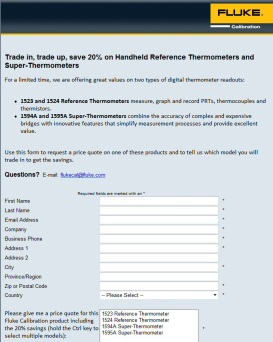 FLUKE.
Calibration
Trade in, trade up, save 20% on Handheld Reference Thermometers and
Super-Thermometers
For a limited time, we are offering great values on two types of digital thermometer readouts:
• 1523 and 1524 Reference Thermometers measure, graph and record PRTs, thermocouples and
thermistors.
• 1594A and 1595A Super-Thermometers combine the accuracy of complex and expensive
bridges with innovative features that simplify measurement processes and provide excellent
value.
Use this form to request a price quote on one of these products and to tell us which model you will
trade in to get the savings.
Questions? E-mail flukecal@fluke.com
Required fields are marked with an *
First Name *
Last Name *
Email Address *
Company *
Business Phone *
Address 1 *
Address 2
City *
Province/Region
Zip or Postal Code *
Country -- Please Select -- *
Please give me a price quote for this
Fluke Calibration product including
the 20% savings (hold the Ctrl key to
select multiple models):
1523 Reference Thermometer
1524 Reference Thermometer
1594A Super-Thermometer
1595A Super-Thermometer
*